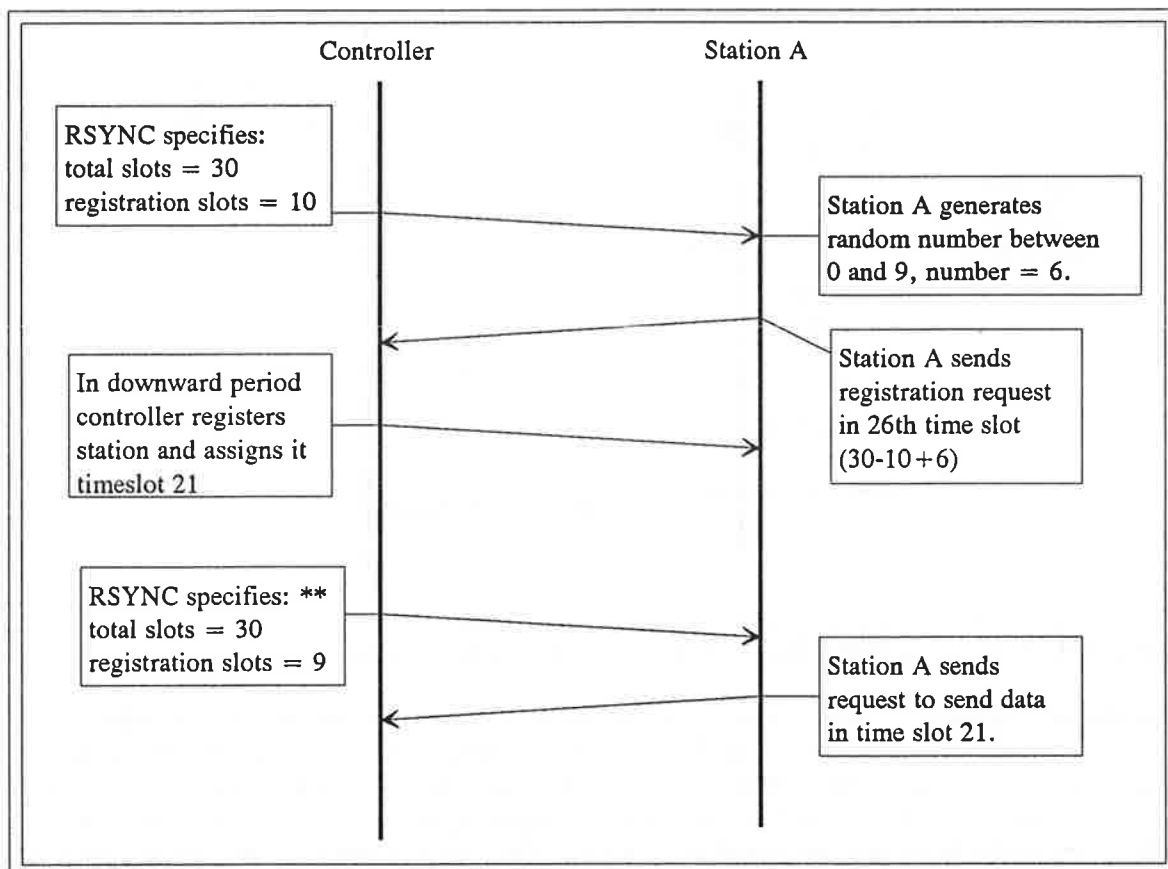 Controller
Station A
RSYNC specifies:
total slots = 30
registration slots = 10
Station A generates
random number between
0 and 9, number = 6.
Station A sends
registration request
in 26th time slot
(30-10+6)
In downward period
controller registers
station and assigns it
timeslot 21
RSYNC specifies: **
total slots = 30
registration slots = 9
Station A sends
request to send data
in time slot 21.